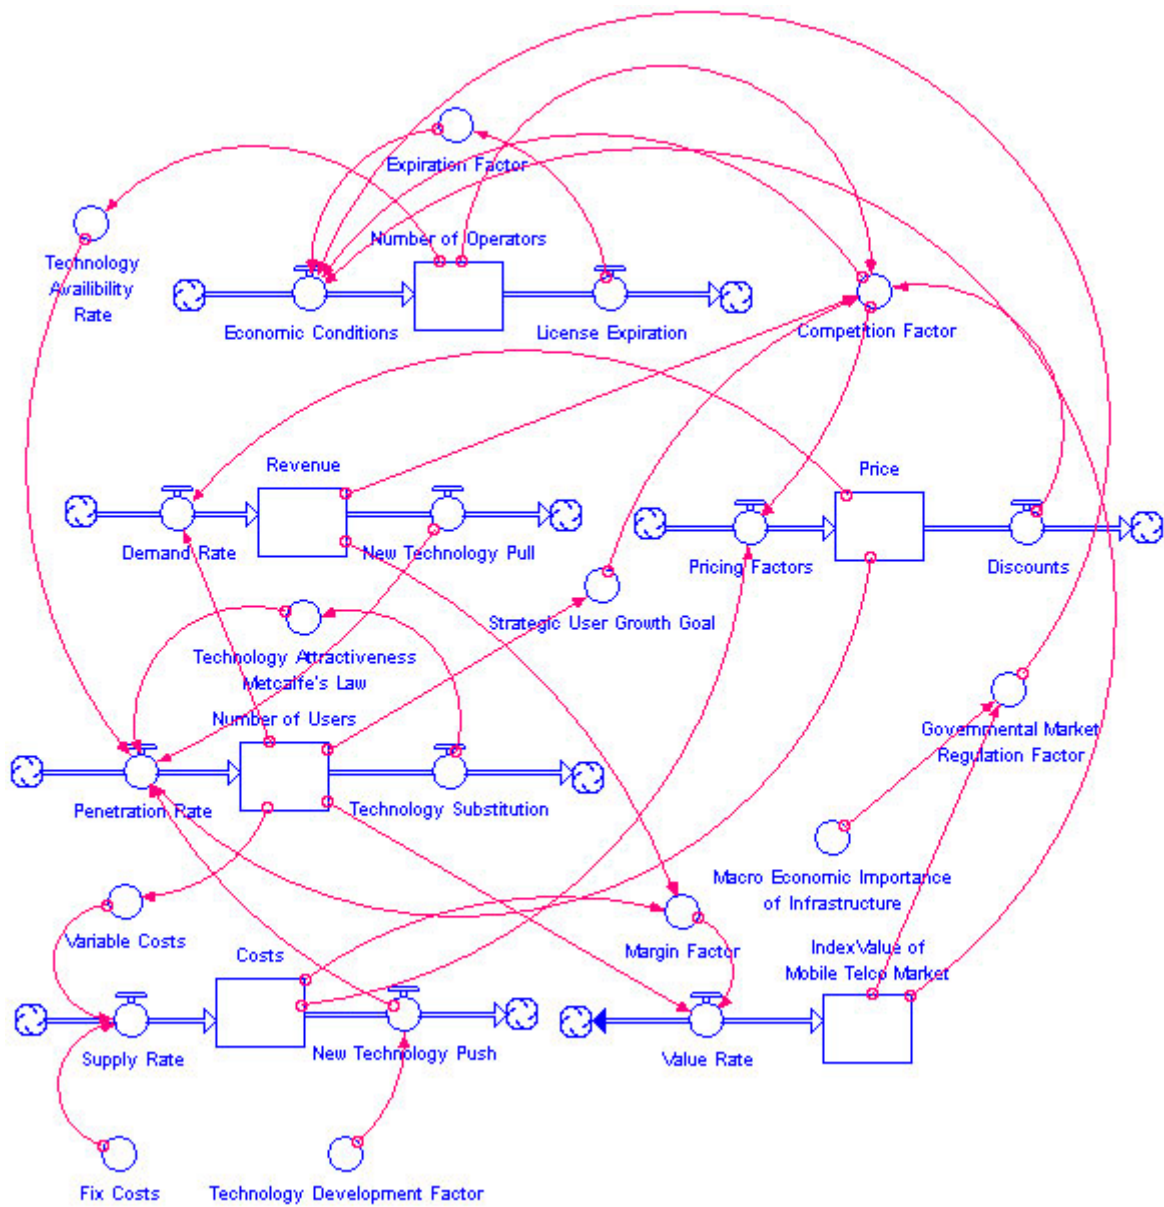 Expiration Factor
Number of Operators
Technology
Availibility
Rate
Economic Conditions
License Expiration
Competition Factor
Revenue
Price
Demand Rate
New Technology Pull
Pricing Factors
Discounts
Strategic User Growth Goal
Technology Attractiveness
Metcalfe's Law
Number of Users
Governmental Market
Regulation Factor
Penetration Rate
Technology Substitution
Macro Economic Importance
of Infrastructure
Variable Costs
Costs
Margin Factor
Index Value of
Mobile Telco Market
Supply Rate
New Technology Push
Value Rate
Fix Costs
Technology Development Factor